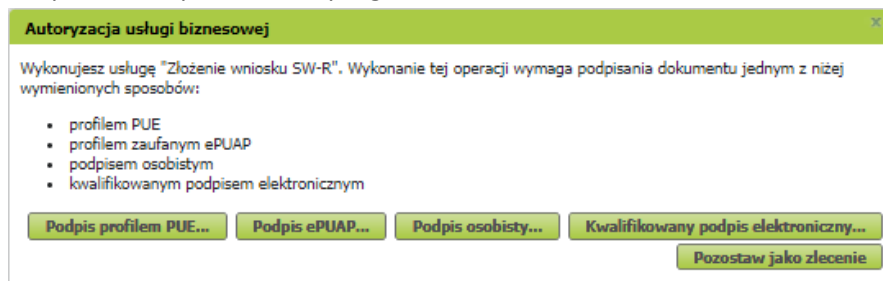 Autoryzacja usługi biznesowej x
Wykonujesz usługę "Złożenie wniosku SW-R". Wykonanie tej operacji wymaga podpisania dokumentu jednym z niżej
wymienionych sposobów:
• profilem PUE
• profilem zaufanym ePUAP
• podpisem osobistym
• kwalifikowanym podpisem elektronicznym
Podpis profilem PUE... Podpis ePUAP... Podpis osobisty... Kwalifikowany podpis elektroniczny...
Pozostaw jako zlecenie